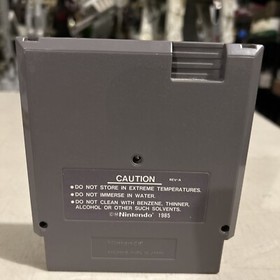 CAUTION REV-A
• DO NOT STORE IN EXTREME TEMPERATURES.
• DO NOT IMMERSE IN WATER.
• DO NOT CLEAN WITH BENZENE, THINNER,
ALCOHOL OR OTHER SUCH SOLVENTS.
©Nintendo 1985